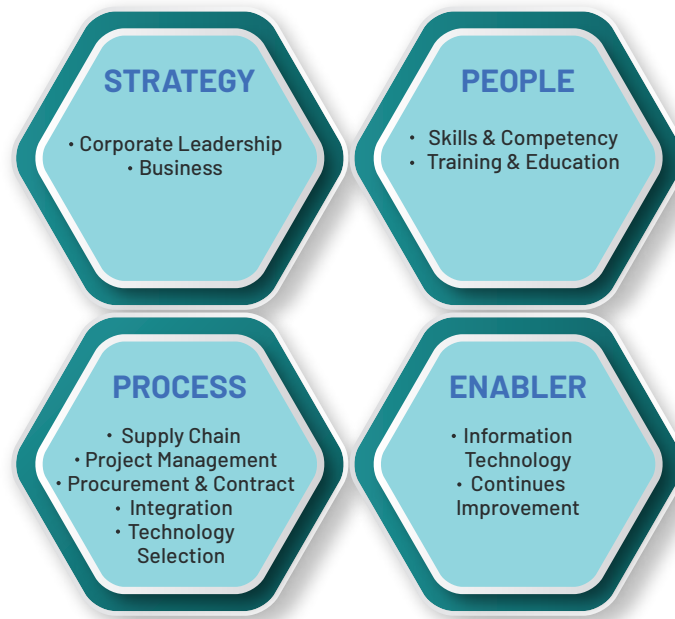 STRATEGY
• Corporate Leadership
• Business
PEOPLE
• Skills & Competency
• Training & Education
PROCESS
• Supply Chain
• Project Management
• Procurement & Contract
• Integration
• Technology
Selection
ENABLER
• Information
Technology
• Continues
Improvement